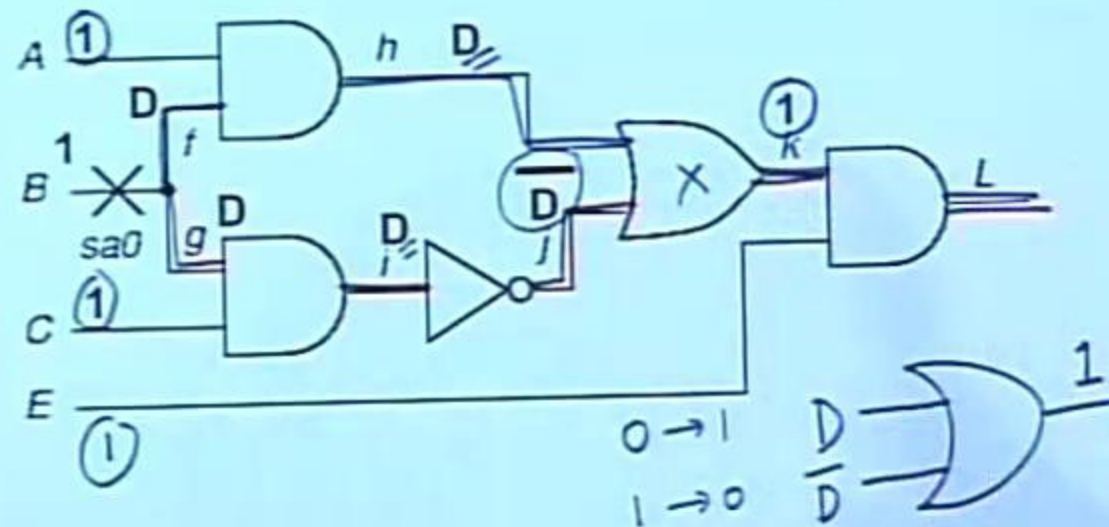 A 1 h D 1
D f k L
1
B D
sa0 g D D i j X
C 1
E
1
0 → 1 D 1
1 → 0 D̅